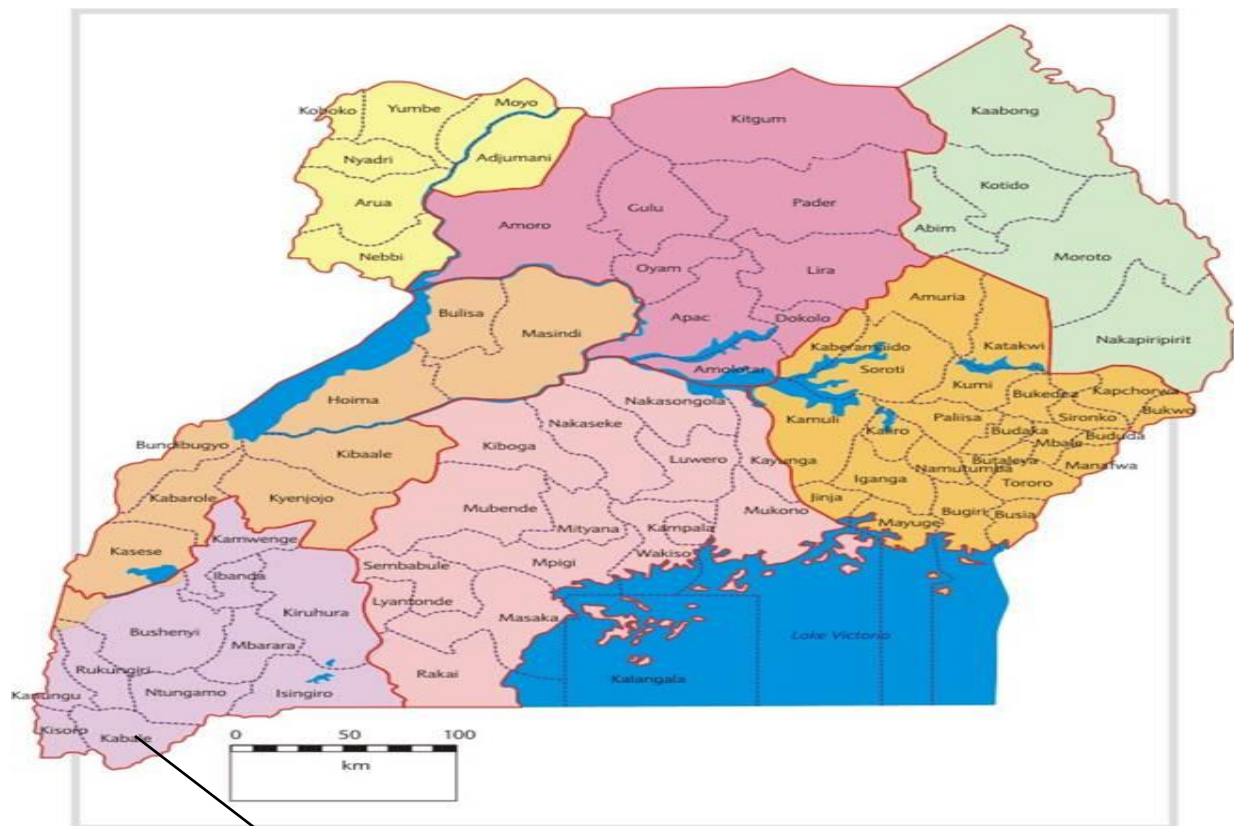 Kaabong
Moyo
Koboko
Yumbe
Kitgum
Nyadri
Adjumani
Kotido
Arua
Gulu
Pader
Amoro
Abim
Nebbi
Moroto
Oyam
Lira
Bulisa
Amuria
Masindi
Apac
Dokolo
Nakapiripirit
Kaberamaido
Katakwi
Amolotar
Soroti
Kumi
Hoima
Nakasongola
Bukedez
Kapchorwa
Bukwo
Nakaseke
Kamuli
Paliisa
Sironko
Bundibugyo
Kibaale
Kiboga
Kaliro
Budaka
Mbale
Bududa
Luwero
Kayunga
Butaleya
Manafwa
Namutumba
Kabarole
Kyenjojo
Iganga
Tororo
Jinja
Mubende
Mukono
Bugiri
Busia
Mityana
Kampala
Mayuge
Kasese
Kamwenge
Wakiso
Sembabule
Mpigi
Ibanda
Kiruhura
Lyantonde
Masaka
Bushenyi
Mbarara
Lake Victoria
Rukungiri
Rakai
Kalangala
Kanungu
Ntungamo
Isingiro
Kisoro
Kabale
0 50 100
km